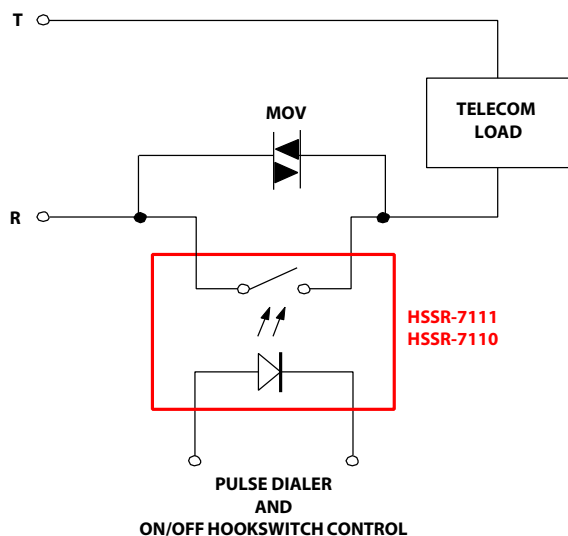 T
MOV
TELECOM
LOAD
R
HSSR-7111
HSSR-7110
PULSE DIALER
AND
ON/OFF HOOKSWITCH CONTROL